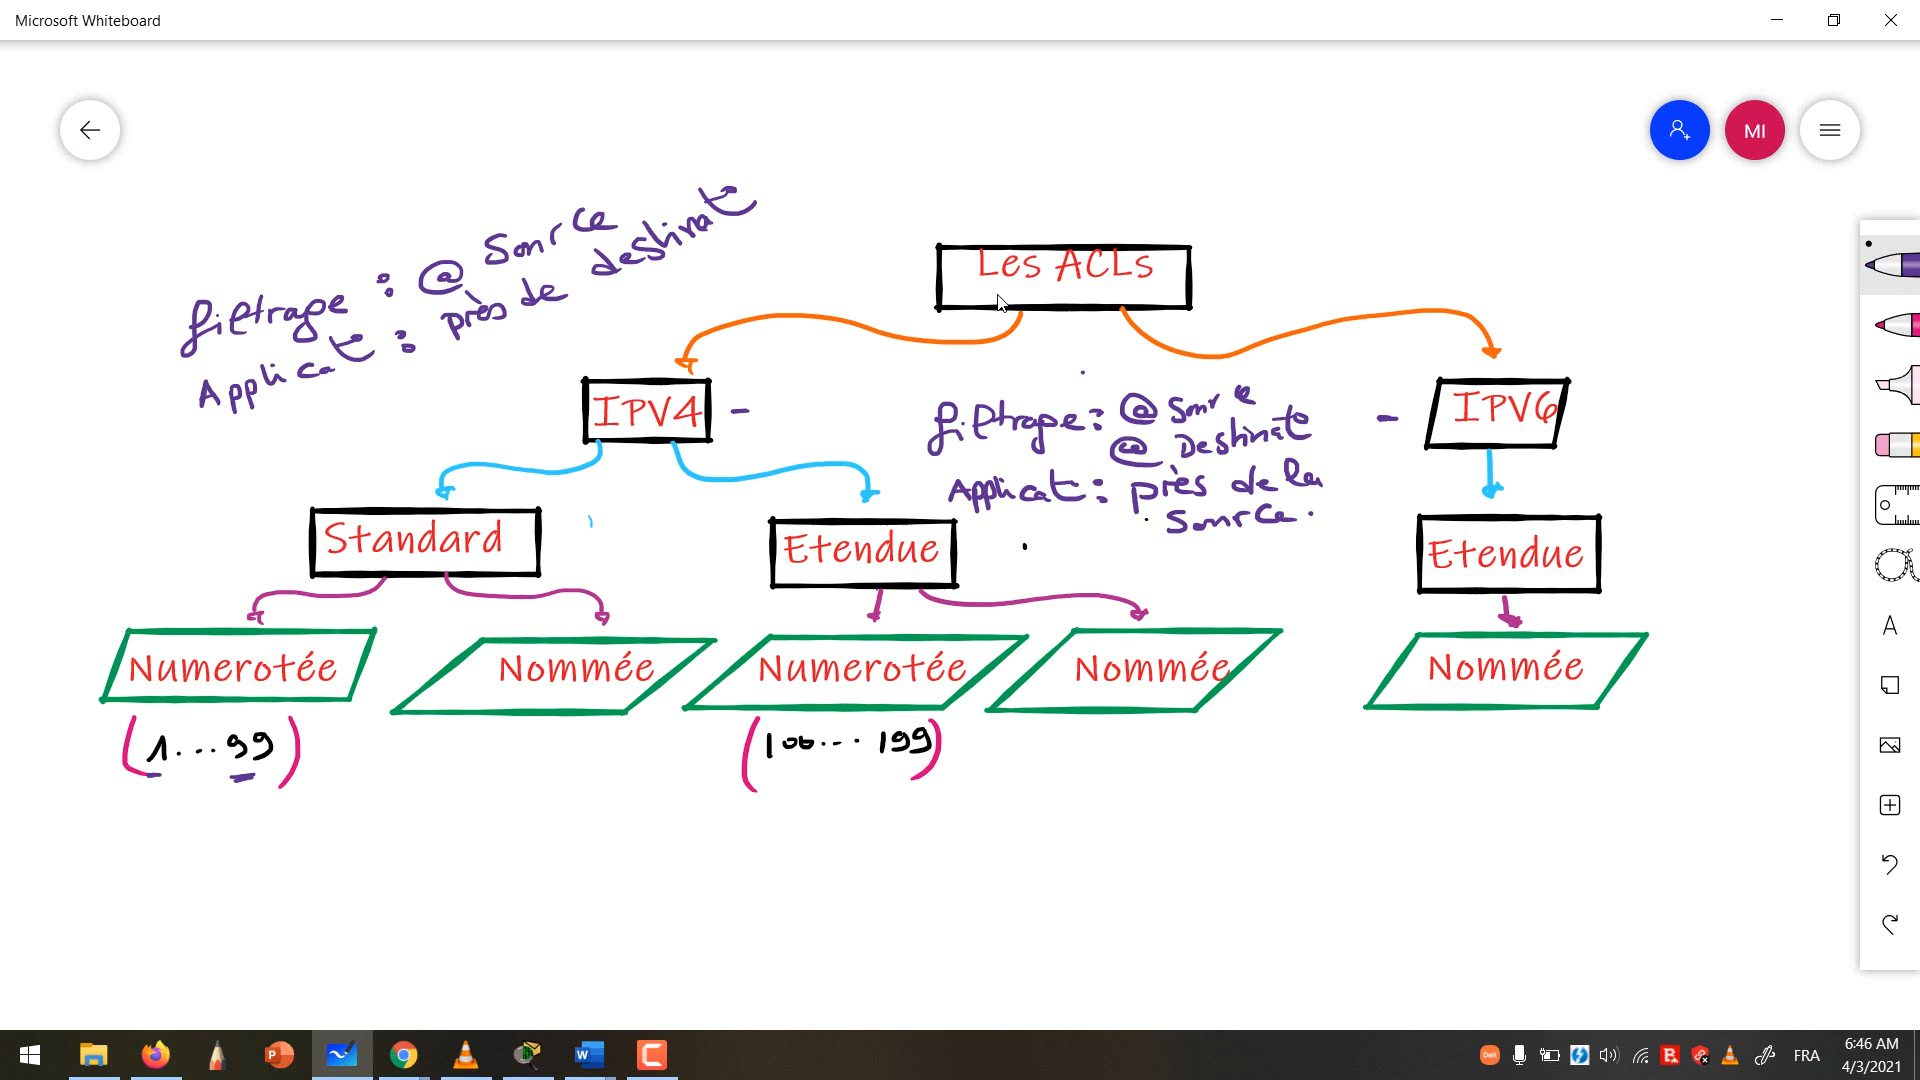 Microsoft Whiteboard
MI
filtrage : @ Source
Applicat : près de destinat
Les ACLs
IPV4 -
filtrage : @ Source
@ Destinate
Applicat : près de la
source.
- IPV6
Standard
Etendue
Etendue
Numerotée
Nommée
Numerotée
Nommée
Nommée
(1...99)
(100...199)
A
FRA
6:46 AM
4/3/2021